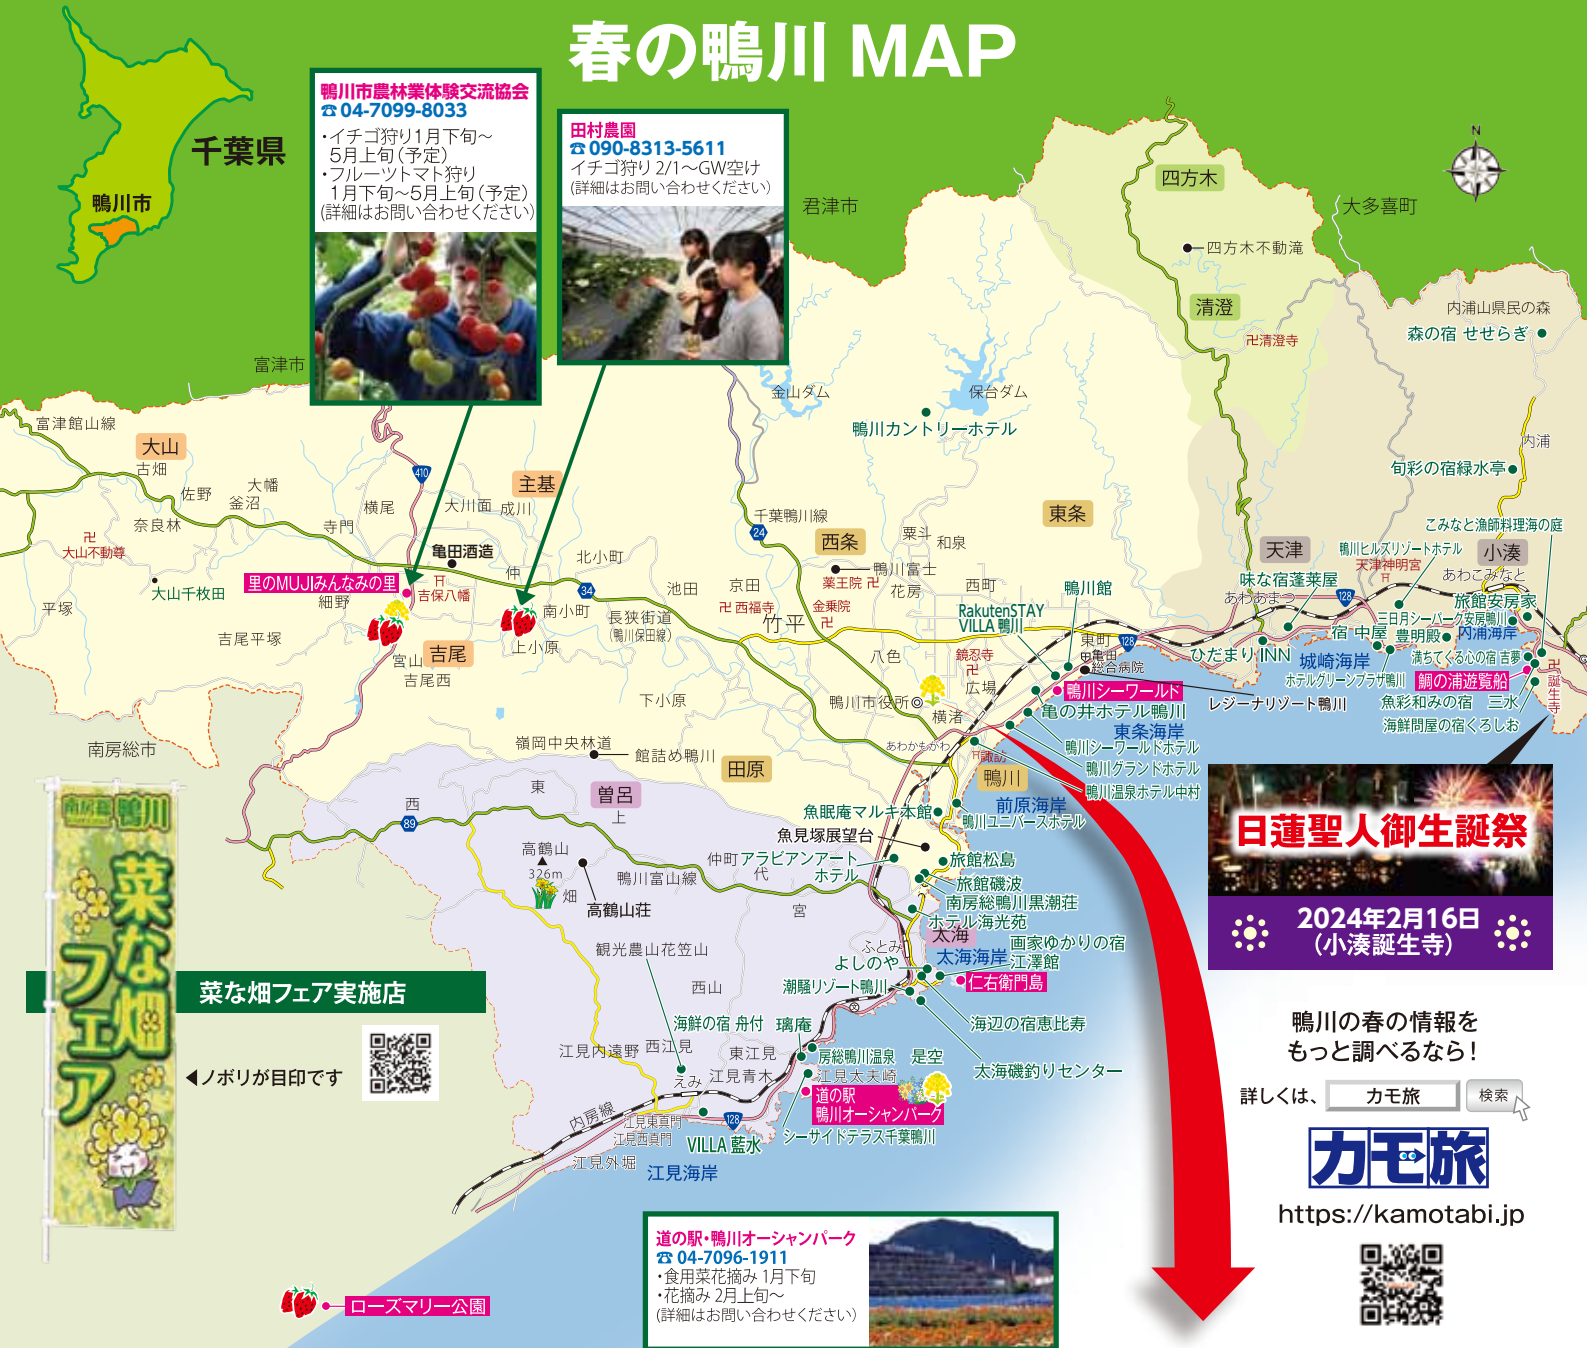 春の鴨川 MAP
千葉県
鴨川市
鴨川市農林業体験交流協会
☎ 04-7099-8033
・イチゴ狩り1月下旬～
5月上旬(予定)
・フルーツトマト狩り
1月下旬～5月上旬(予定)
(詳細はお問い合わせください)
田村農園
☎ 090-8313-5611
イチゴ狩り 2/1～GW空け
(詳細はお問い合わせください)
君津市
大多喜町
富津市
南房総市
N
四方木
四方木不動滝
清澄
卍清澄寺
内浦山県民の森
森の宿 せせらぎ
金山ダム
保台ダム
鴨川カントリーホテル
内浦
旬彩の宿緑水亭
富津館山線
大山
古畑
佐野
大幡
釜沼
奈良林
寺門
横尾
410
主基
大川面
成川
卍
大山不動尊
大山千枚田
平塚
亀田酒造
里のMUJIみんなみの里
細野
吉保八幡
仲
北小町
34
南小町
上小原
長狭街道
(鴨川保田線)
吉尾平塚
宮山
吉尾
吉尾西
池田
京田
卍 西福寺
竹平
24
千葉鴨川線
西条
粟斗
和泉
鴨川富士
薬王院 卍
花房
金乗院
卍
東条
西町
鴨川館
RakutenSTAY
VILLA 鴨川
東町
128
亀田
総合病院
八色
鏡忍寺
卍
広場
鴨川シーワールド
亀の井ホテル鴨川
東条海岸
レジーナリゾート鴨川
下小原
鴨川市役所
横渚
あわかもがわ
諏訪
鴨川
鴨川シーワールドホテル
鴨川グランドホテル
鴨川温泉ホテル中村
前原海岸
鴨川ユニバースホテル
天津
味な宿蓬莱屋
あわあまつ
ひだまり INN
128
鴨川ヒルズリゾートホテル
天津神明宮
こみなと漁師料理海の庭
小湊
あわこみなと
旅館安房家
三日月シーパーク安房鴨川
宿 中屋
豊明殿
内浦海岸
城崎海岸
満ちてくる心の宿 吉夢
ホテルグリーンプラザ鴨川
鯛の浦遊覧船
卍誕生寺
魚彩和みの宿 三水
海鮮問屋の宿くろしお
嶺岡中央林道
館詰め鴨川
田原
曽呂
東
西
上
89
高鶴山
326m
畑
高鶴山荘
鴨川富山線
仲町
代
宮
魚眠庵マルキ本館
魚見塚展望台
アラビアンアート
ホテル
旅館松島
旅館磯波
南房総鴨川黒潮荘
ホテル海光苑
太海
ふとみ
よしのや
太海海岸
画家ゆかりの宿
江澤館
潮騒リゾート鴨川
仁右衛門島
海辺の宿恵比寿
太海磯釣りセンター
観光農山花笠山
西山
海鮮の宿 舟付
璃庵
江見内遠野
西江見
東江見
房総鴨川温泉 是空
えみ
江見青木
江見太夫崎
道の駅
鴨川オーシャンパーク
内房線
江見東真門
江見西真門
128
VILLA 藍水
シーサイドテラス千葉鴨川
江見外堀
江見海岸
日蓮聖人御生誕祭
2024年2月16日
(小湊誕生寺)
南房総 鴨川
菜な畑
フェア
菜な畑フェア実施店
◀ノボリが目印です
鴨川の春の情報を
もっと調べるなら!
詳しくは、 カモ旅 検索
カモ旅
https://kamotabi.jp
道の駅・鴨川オーシャンパーク
☎ 04-7096-1911
・食用菜花摘み 1月下旬
・花摘み 2月上旬～
(詳細はお問い合わせください)
ローズマリー公園